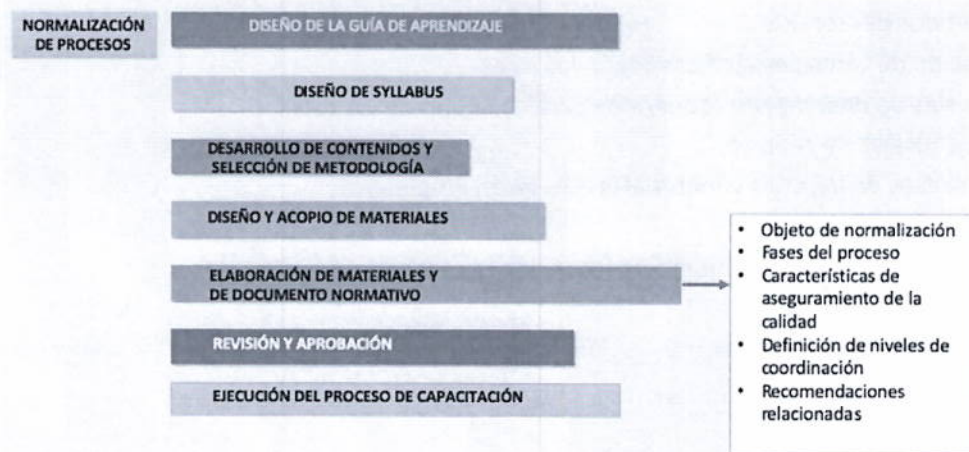 NORMALIZACIÓN
DE PROCESOS
DISEÑO DE LA GUÍA DE APRENDIZAJE
DISEÑO DE SYLLABUS
DESARROLLO DE CONTENIDOS Y
SELECCIÓN DE METODOLOGÍA
DISEÑO Y ACOPIO DE MATERIALES
ELABORACIÓN DE MATERIALES Y
DE DOCUMENTO NORMATIVO
REVISIÓN Y APROBACIÓN
EJECUCIÓN DEL PROCESO DE CAPACITACIÓN
• Objeto de normalización
• Fases del proceso
• Características de
aseguramiento de la
calidad
• Definición de niveles de
coordinación
• Recomendaciones
relacionadas